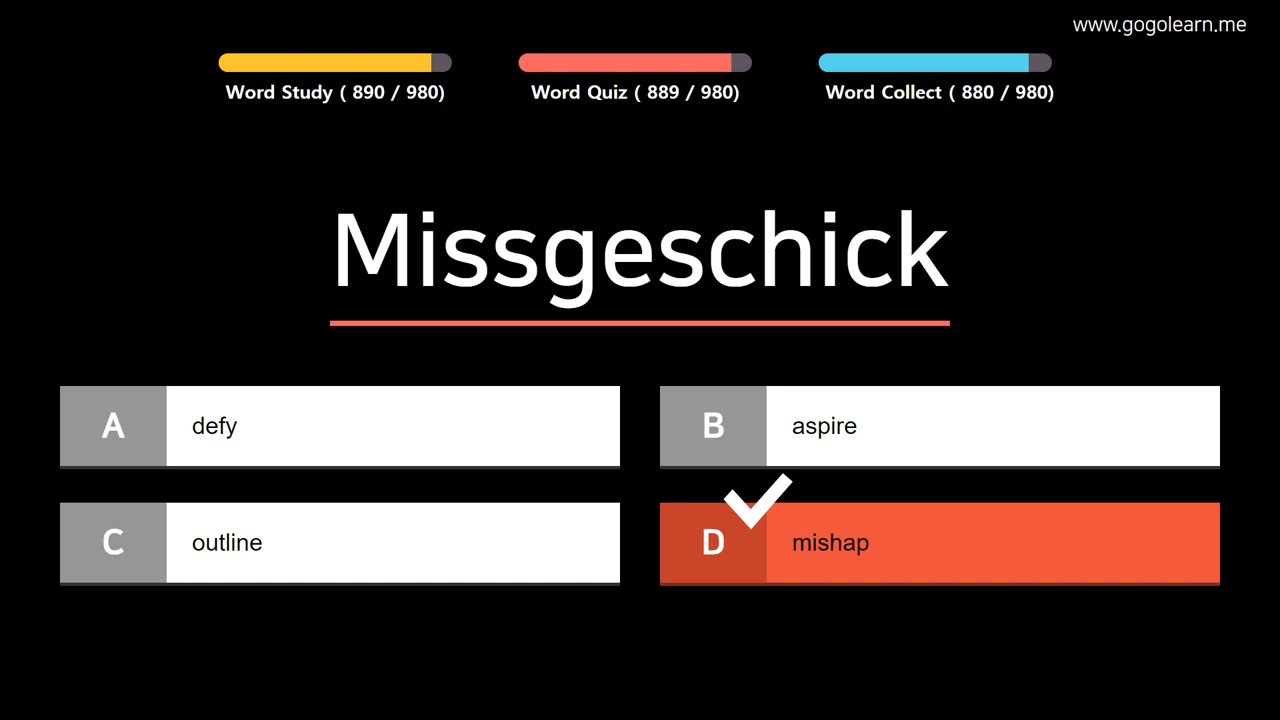 www.gogolearn.me
Word Study ( 890 / 980)
Word Quiz ( 889 / 980)
Word Collect ( 880 / 980)
Missgeschick
A defy
B aspire
C outline
D mishap